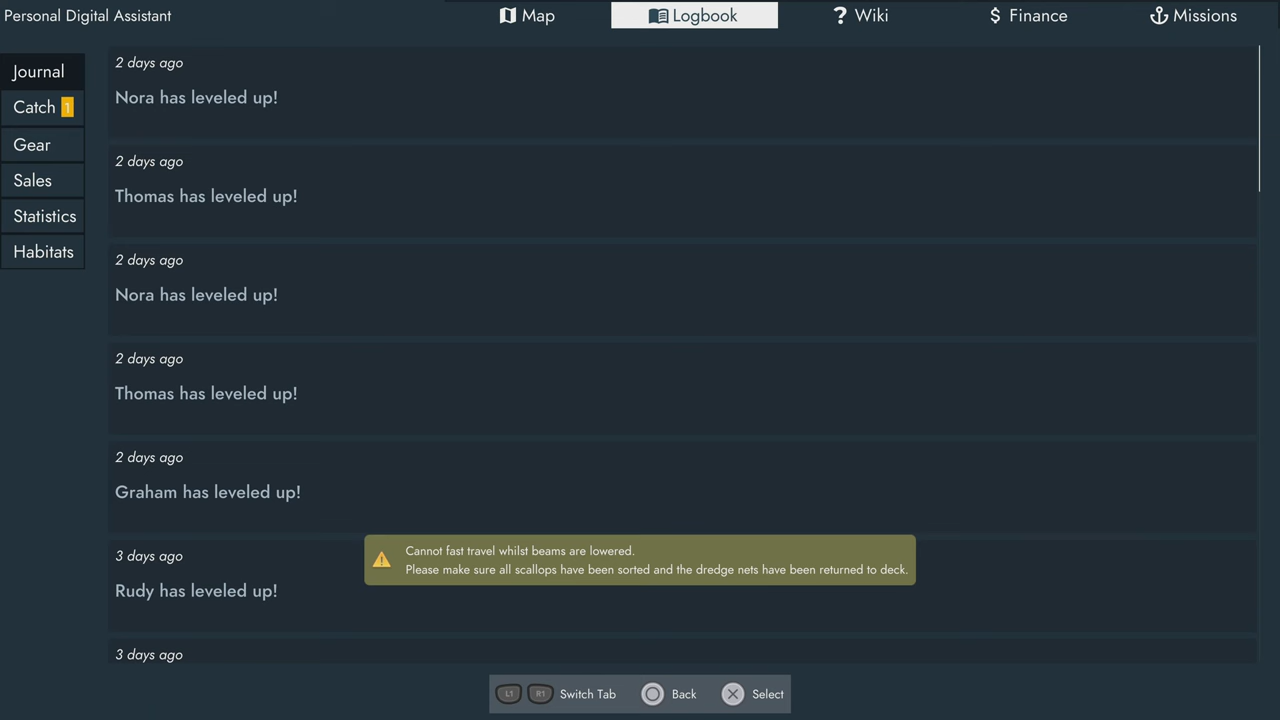 Personal Digital Assistant
Map
Logbook
? Wiki
$ Finance
Missions
Journal
Catch 1
Gear
Sales
Statistics
Habitats
2 days ago
Nora has leveled up!
2 days ago
Thomas has leveled up!
2 days ago
Nora has leveled up!
2 days ago
Thomas has leveled up!
2 days ago
Graham has leveled up!
3 days ago
Rudy has leveled up!
3 days ago
Cannot fast travel whilst beams are lowered.
Please make sure all scallops have been sorted and the dredge nets have been returned to deck.
L1 R1 Switch Tab
Back
Select